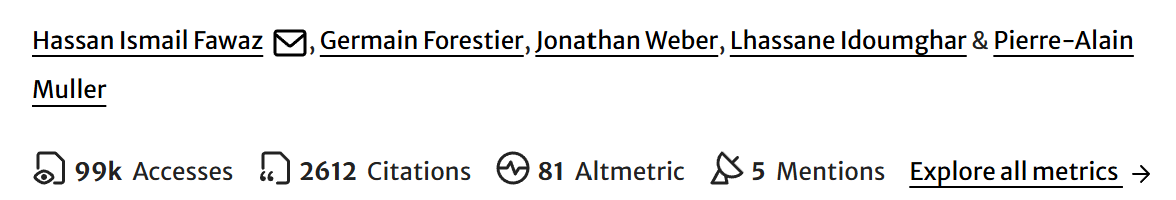 Hassan Ismail Fawaz, Germain Forestier, Jonathan Weber, Lhassane Idoumghar & Pierre-Alain
Muller
99k Accesses 2612 Citations 81 Altmetric 5 Mentions Explore all metrics →